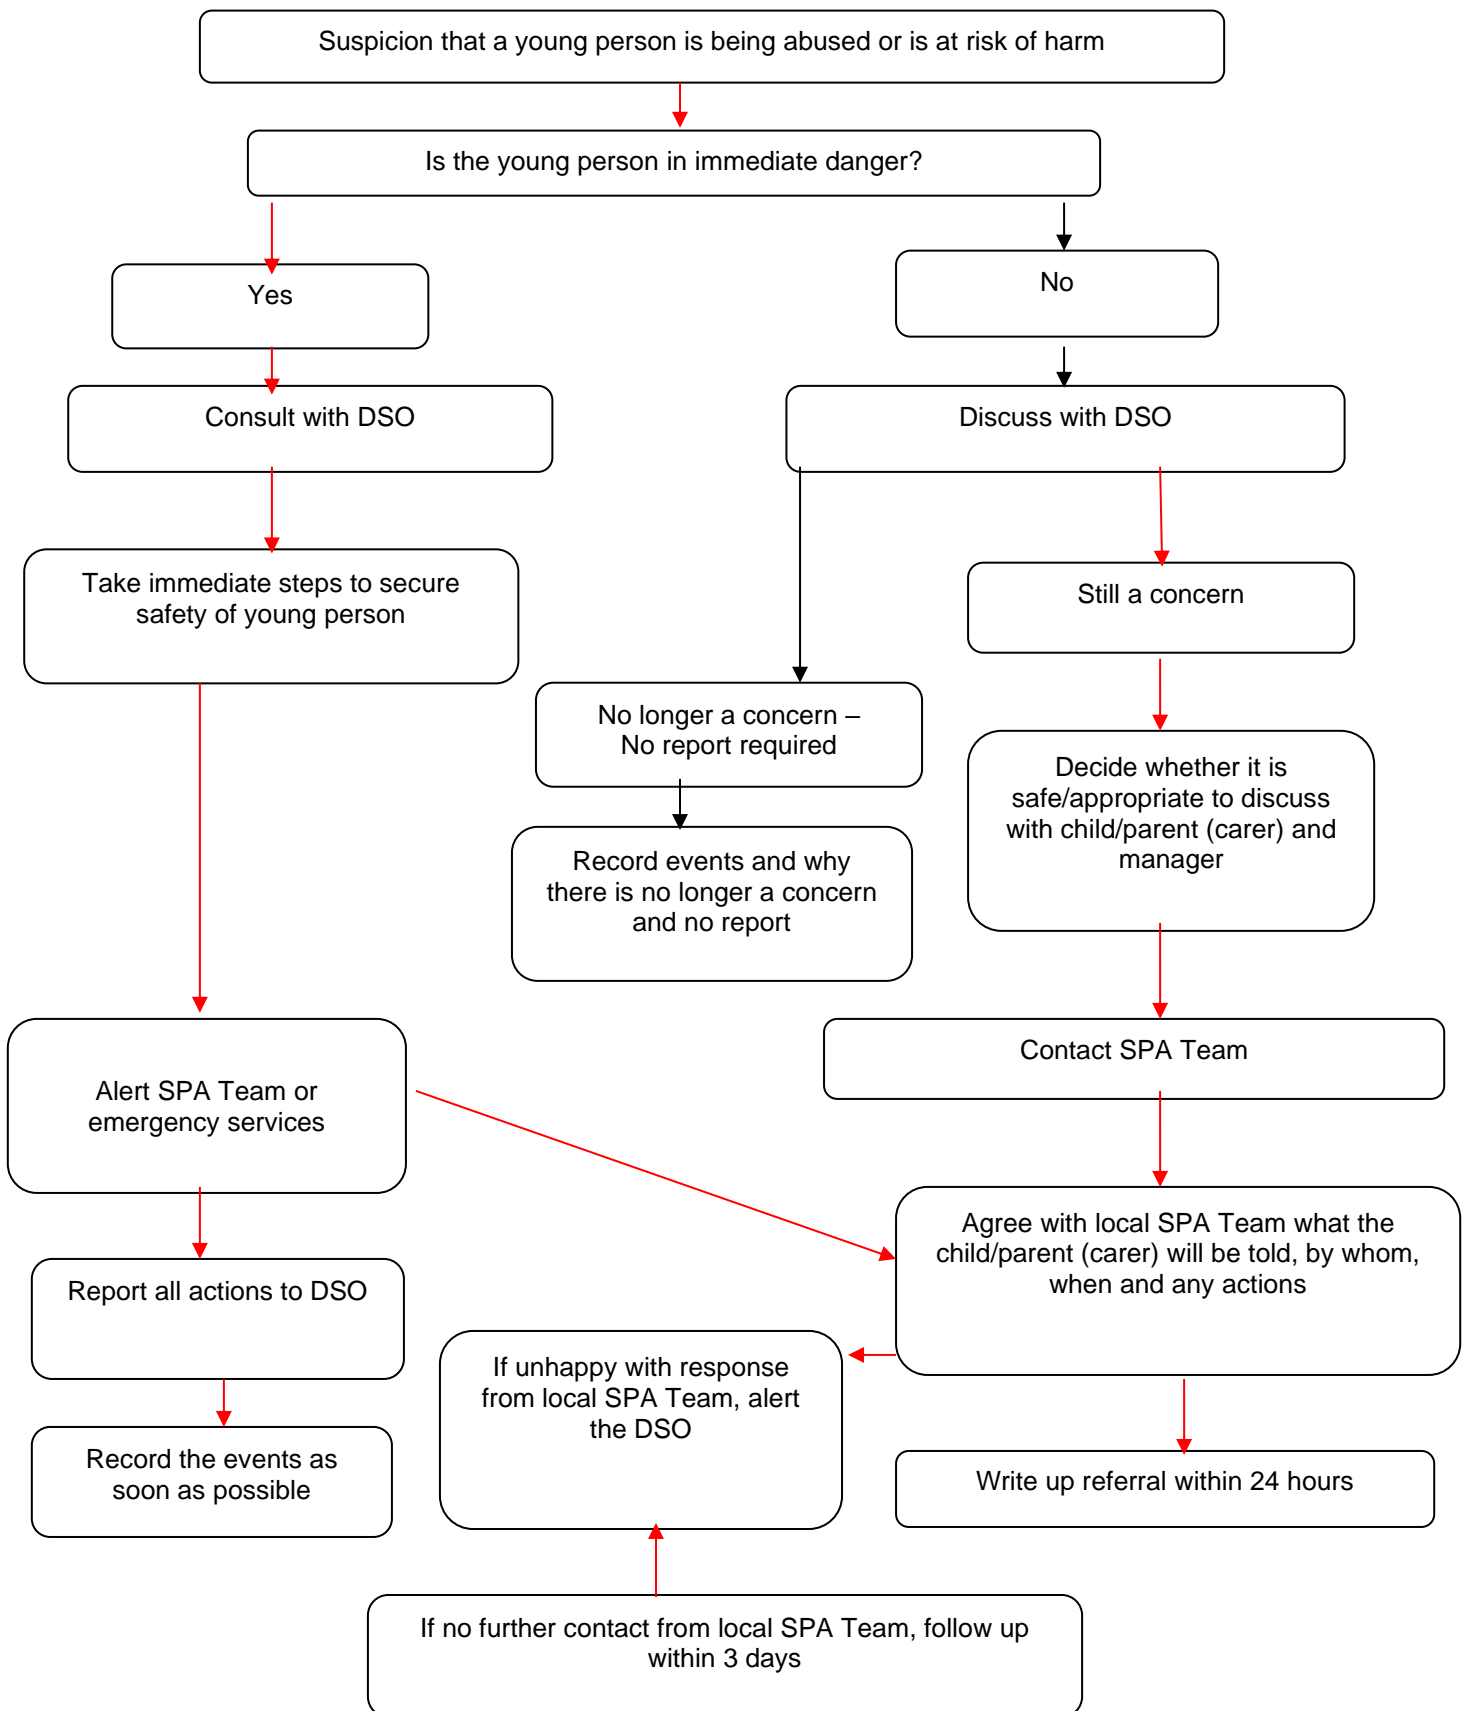 Suspicion that a young person is being abused or is at risk of harm
Is the young person in immediate danger?
Yes
No
Consult with DSO
Discuss with DSO
Take immediate steps to secure
safety of young person
Still a concern
No longer a concern –
No report required
Decide whether it is
safe/appropriate to discuss
with child/parent (carer) and
manager
Record events and why
there is no longer a concern
and no report
Alert SPA Team or
emergency services
Contact SPA Team
Agree with local SPA Team what the
child/parent (carer) will be told, by whom,
when and any actions
Report all actions to DSO
If unhappy with response
from local SPA Team, alert
the DSO
Record the events as
soon as possible
Write up referral within 24 hours
If no further contact from local SPA Team, follow up
within 3 days